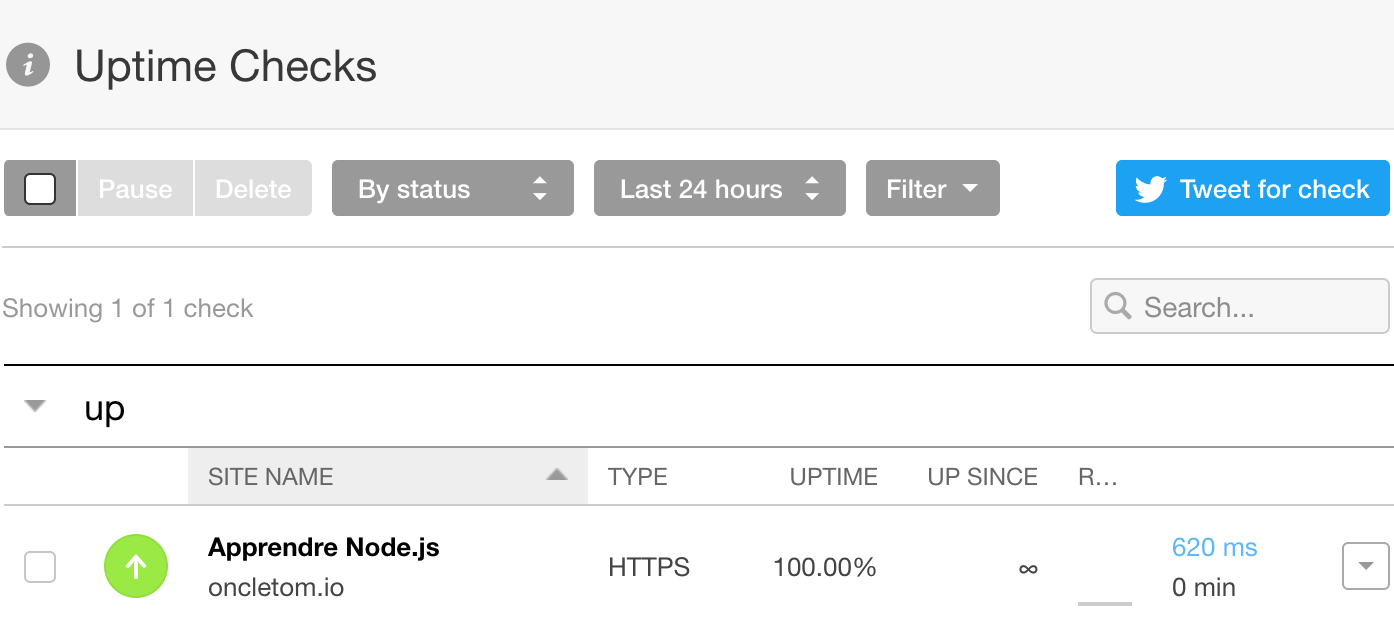 Uptime Checks
Pause Delete By status Last 24 hours Filter Tweet for check
Showing 1 of 1 check Search...
up
SITE NAME TYPE UPTIME UP SINCE R...
Apprendre Node.js 620 ms
HTTPS 100.00% ∞
oncletom.io 0 min